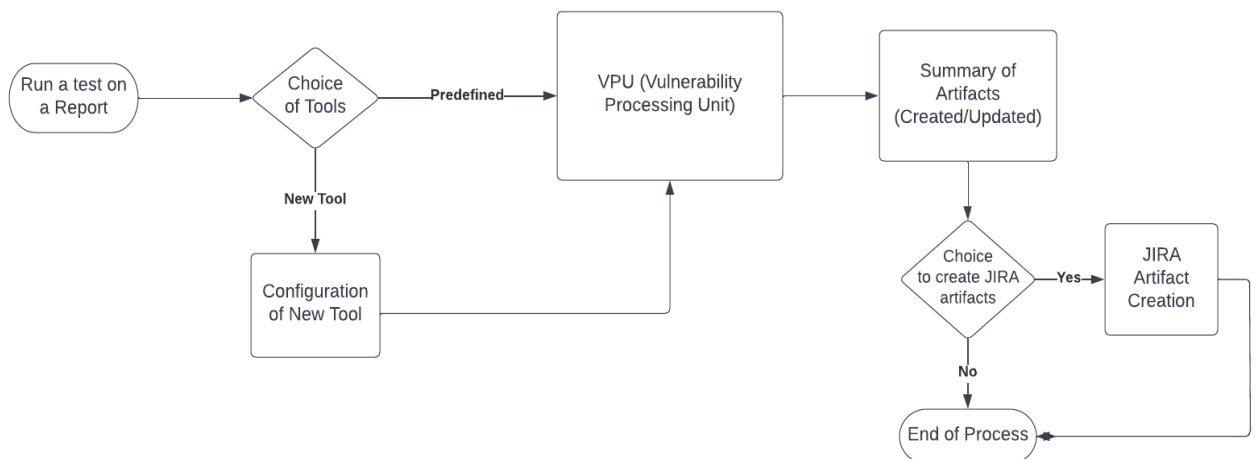 Run a test on
a Report
Choice
of Tools
Predefined
VPU (Vulnerability
Processing Unit)
Summary of
Artifacts
(Created/Updated)
New Tool
Configuration
of New Tool
Choice
to create JIRA
artifacts
Yes
JIRA
Artifact
Creation
No
End of Process